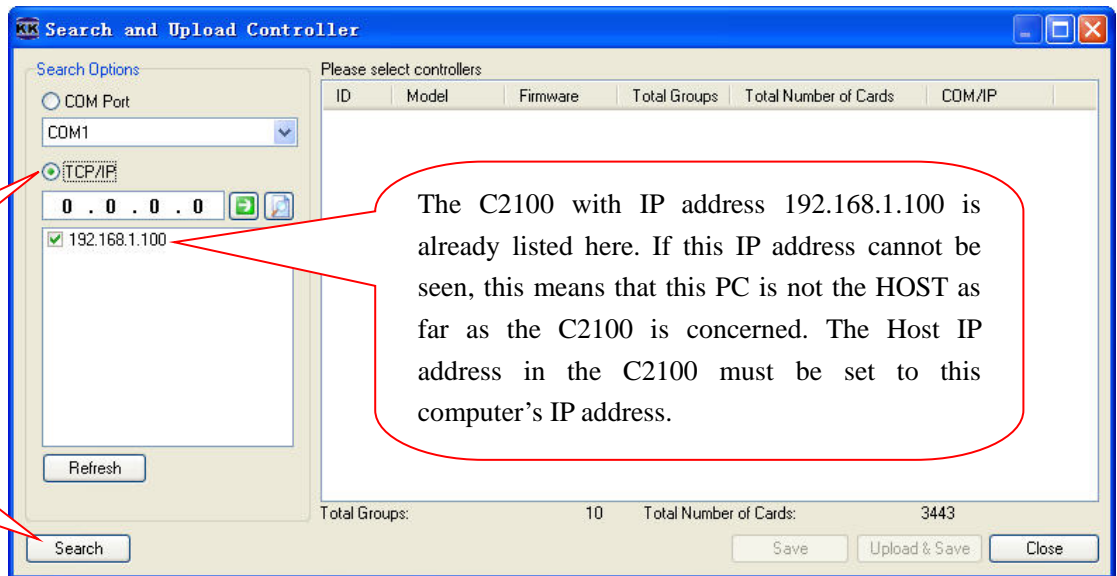 KK Search and Upload Controller
Search Options
COM Port
COM1
TCP/IP
0 . 0 . 0 . 0
192.168.1.100
Refresh
Search
Please select controllers
ID Model Firmware Total Groups Total Number of Cards COM/IP
The C2100 with IP address 192.168.1.100 is
already listed here. If this IP address cannot be
seen, this means that this PC is not the HOST as
far as the C2100 is concerned. The Host IP
address in the C2100 must be set to this
computer’s IP address.
Total Groups: 10 Total Number of Cards: 3443
Save Upload & Save Close